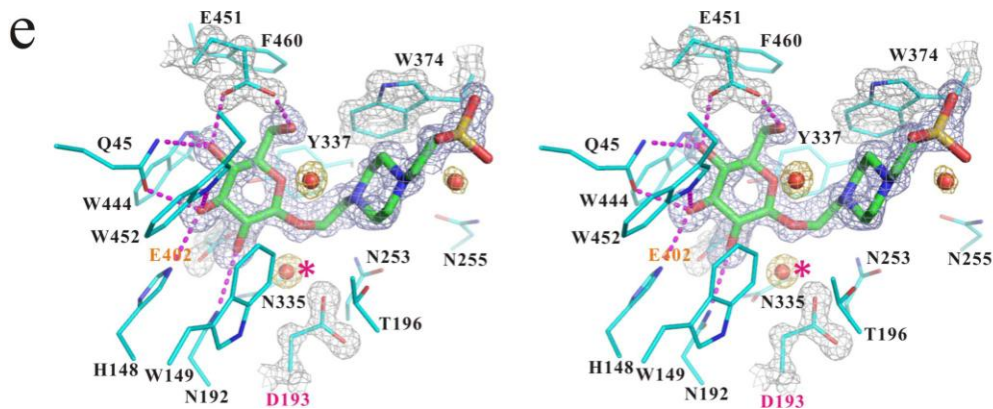 e
E451 E451
F460 F460
W374 W374
Q45 Y337 Q45 Y337
W444 W444
W452 W452
E402 N253 N255 E402 N253 N255
* *
N335 N335
T196 T196
H148 W149 H148 W149
N192 D193 N192 D193